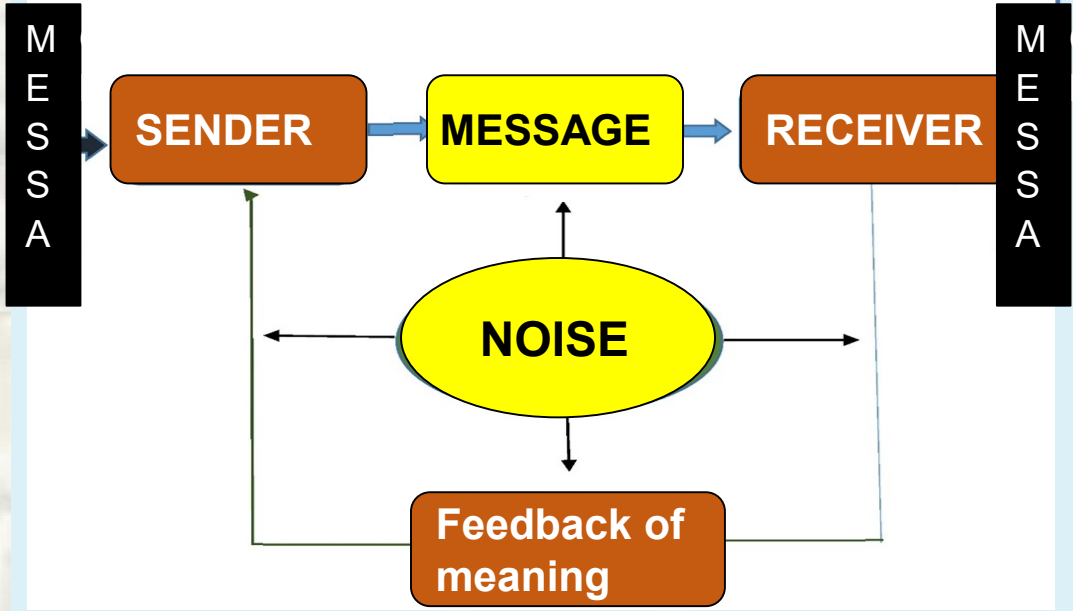 M
E
S
S
A
SENDER
MESSAGE
RECEIVER
M
E
S
S
A
NOISE
Feedback of
meaning